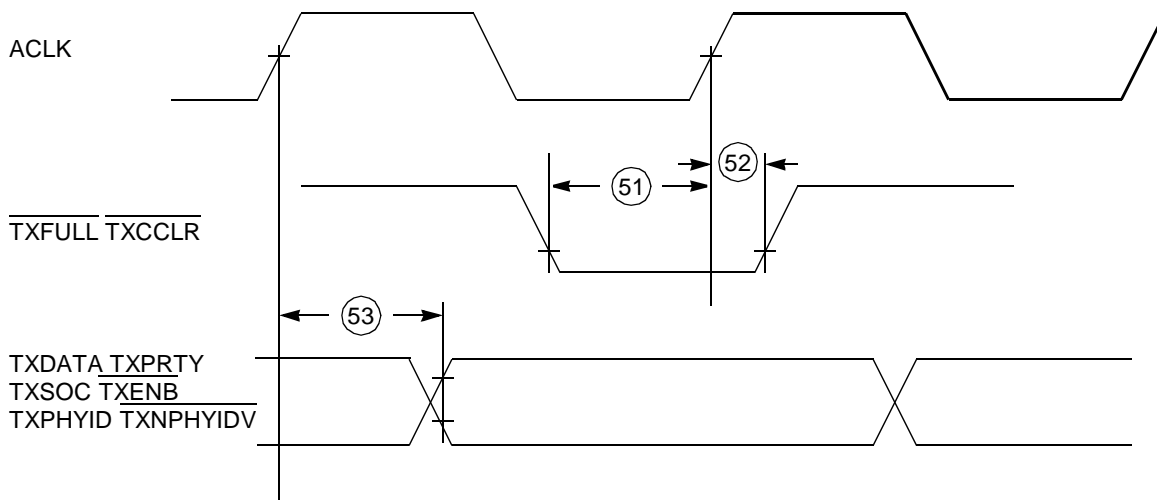 ACLK
52
51
TXFULL TXCCLR
53
TXDATA TXPRTY
TXSOC TXENB
TXPHYID TXNPHYIDV